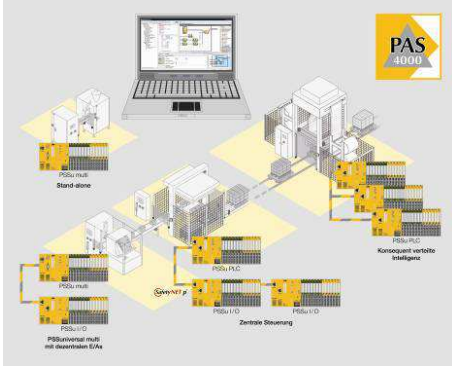 PAS
4000
PSSu multi
Stand-alone
PSSu PLC
Konsequent verteilte
Intelligenz
PSSu multi
PSSu PLC
SafetyNET p
PSSu I/O
PSSu I/O
PSSu I/O
Zentrale Steuerung
PSSuniversal multi
mit dezentralen E/As